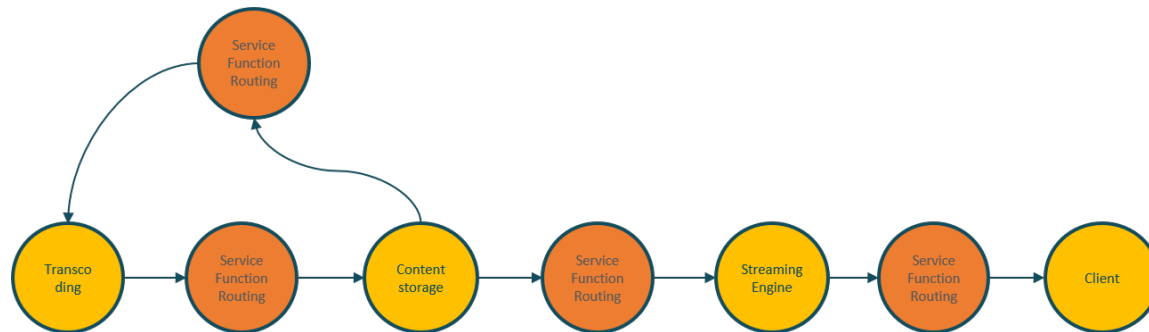 Service
Function
Routing
Transco
ding
Service
Function
Routing
Content
storage
Service
Function
Routing
Streaming
Engine
Service
Function
Routing
Client